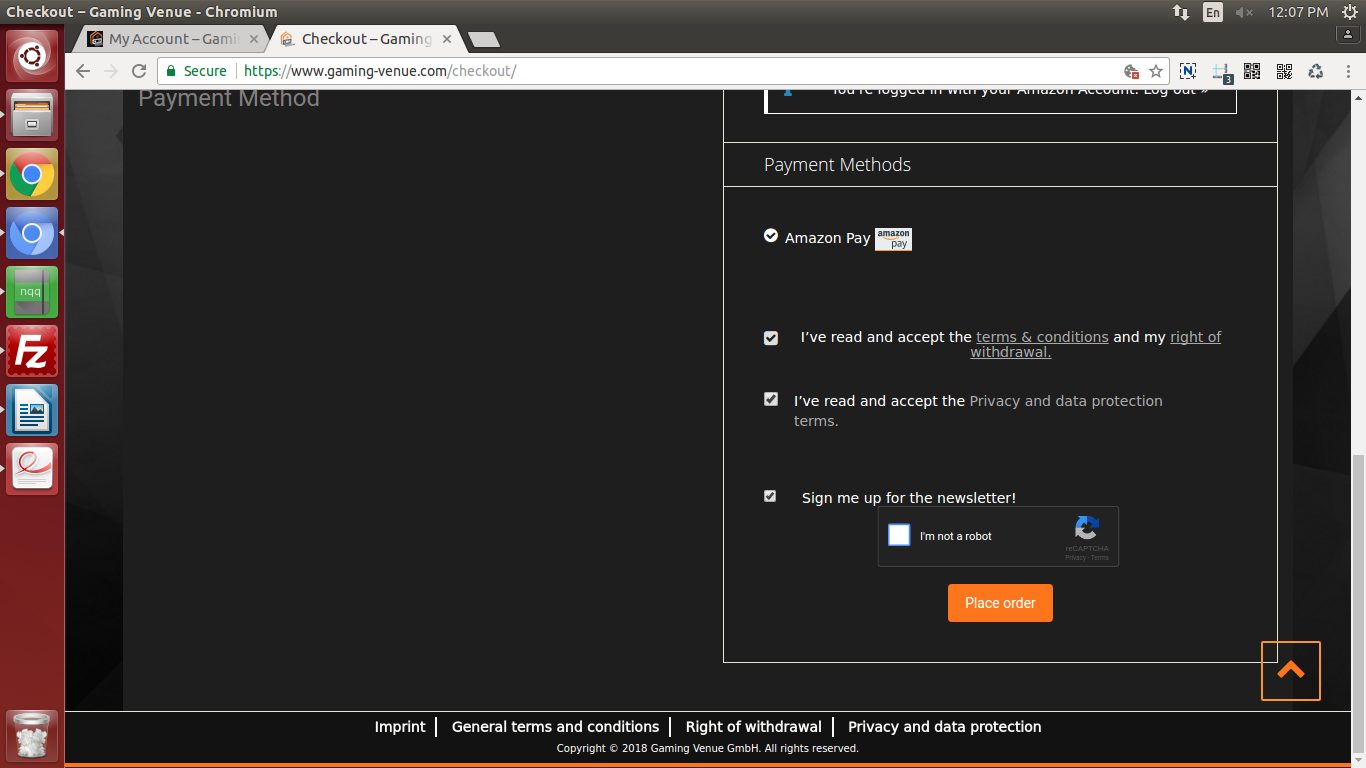 Checkout – Gaming Venue - Chromium
En
12:07 PM
My Account – Gami
Checkout – Gaming
Secure
https://www.gaming-venue.com/checkout/
3
Payment Method
You're logged in with your Amazon Account. Log out »
Payment Methods
Amazon Pay
amazon
pay
nqq
Fz
I've read and accept the terms & conditions and my right of
withdrawal.
I've read and accept the Privacy and data protection
terms.
Sign me up for the newsletter!
I'm not a robot
reCAPTCHA
Privacy - Terms
Place order
Imprint
General terms and conditions
Right of withdrawal
Privacy and data protection
Copyright © 2018 Gaming Venue GmbH. All rights reserved.